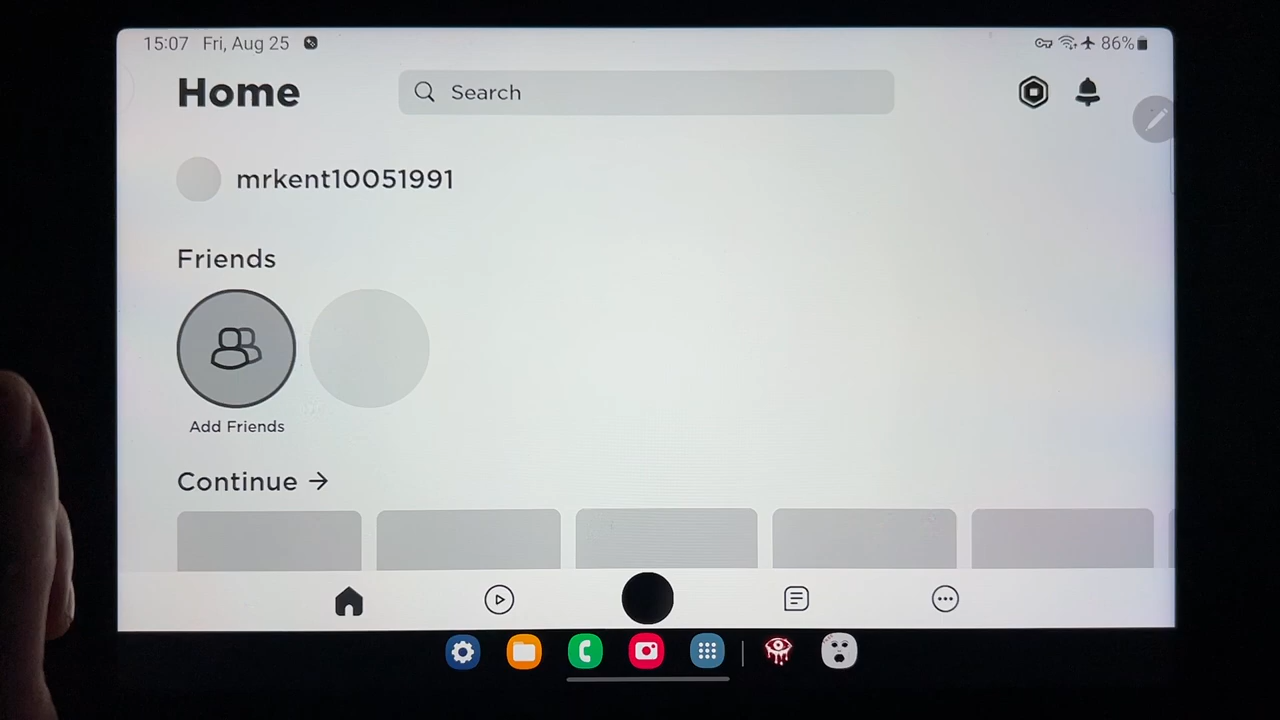 15:07 Fri, Aug 25
86%
Home
Search
mrkent10051991
Friends
Add Friends
Continue →